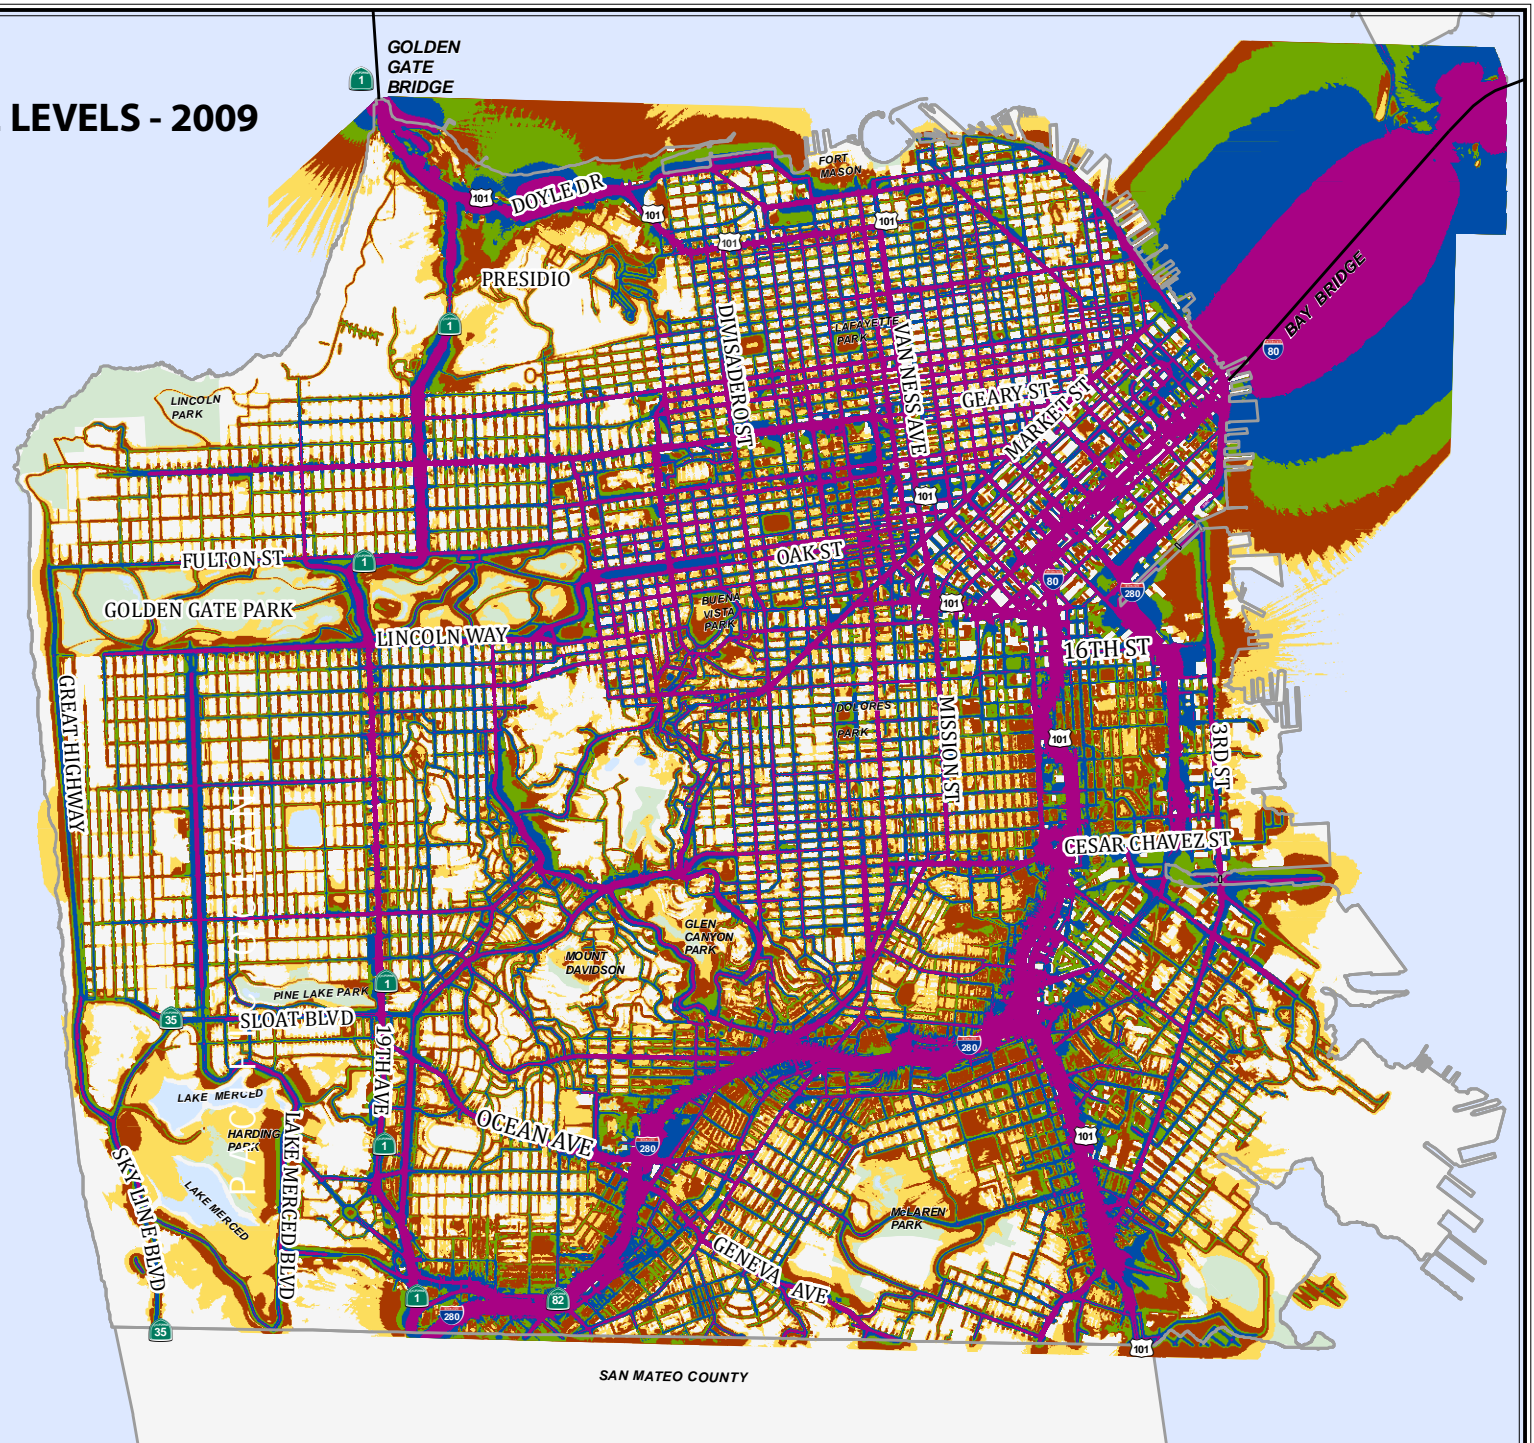 LEVELS - 2009
GOLDEN
GATE
BRIDGE
1
101
DOYLE DR
101
FORT
MASON
101
101
PRESIDIO
1
DIVISADERO ST
LAFAYETTE
PARK
VAN NESS AVE
BAY BRIDGE
80
LINCOLN
PARK
GEARY ST
MARKET ST
101
FULTON ST
1
OAK ST
80
280
GOLDEN GATE PARK
BUENA
VISTA
PARK
101
LINCOLN WAY
16TH ST
GREAT HIGHWAY
DOLORES
PARK
MISSION ST
101
3RD ST
CESAR CHAVEZ ST
GLEN
CANYON
PARK
MOUNT
DAVIDSON
1
PINE LAKE PARK
35
SLOAT BLVD
19TH AVE
280
LAKE MERCED
HARDING
PARK
LAKE MERCED BLVD
OCEAN AVE
1
280
101
SKYLINE BLVD
LAKE MERCED
McLAREN
PARK
GENEVA AVE
1
280
82
35
101
SAN MATEO COUNTY